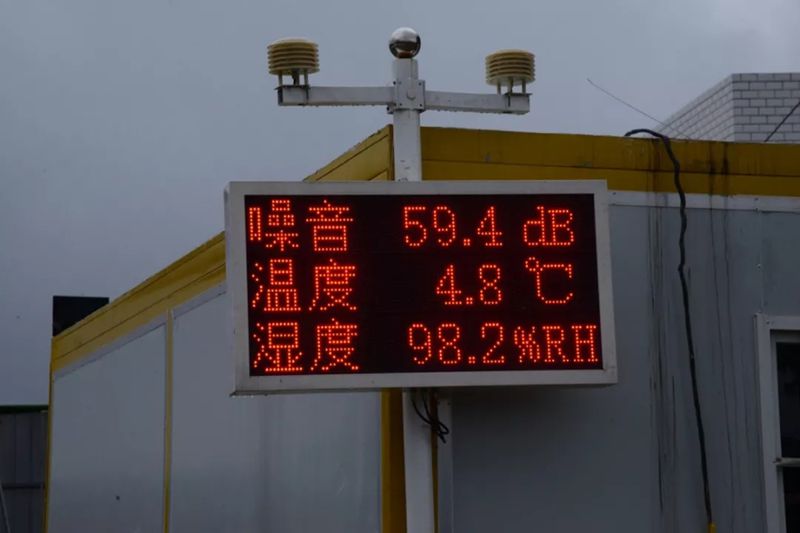 噪音 59.4 dB
温度 4.8 ℃
湿度 98.2 %RH